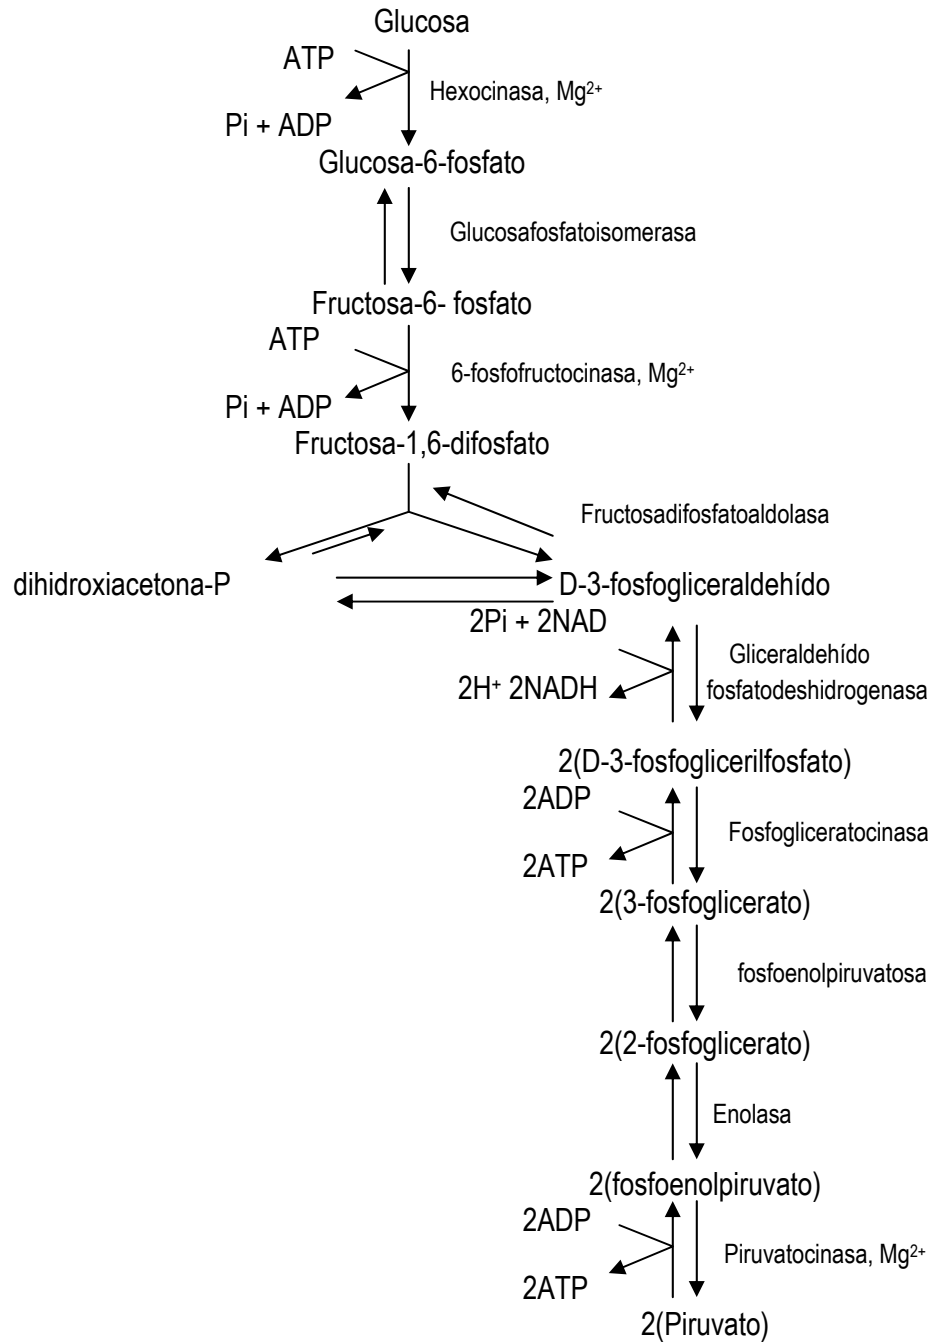 Glucosa
ATP
Hexocinasa, Mg²⁺
Pi + ADP
Glucosa-6-fosfato
Glucosafosfatoisomerasa
Fructosa-6- fosfato
ATP
6-fosfofructocinasa, Mg²⁺
Pi + ADP
Fructosa-1,6-difosfato
Fructosadifosfatoaldolasa
dihidroxiacetona-P
D-3-fosfogliceraldehído
2Pi + 2NAD
Gliceraldehído
fosfatodeshidrogenasa
2H⁺ 2NADH
2(D-3-fosfoglicerilfosfato)
2ADP
Fosfogliceratocinasa
2ATP
2(3-fosfoglicerato)
fosfoenolpiruvatosa
2(2-fosfoglicerato)
Enolasa
2(fosfoenolpiruvato)
2ADP
Piruvatocinasa, Mg²⁺
2ATP
2(Piruvato)